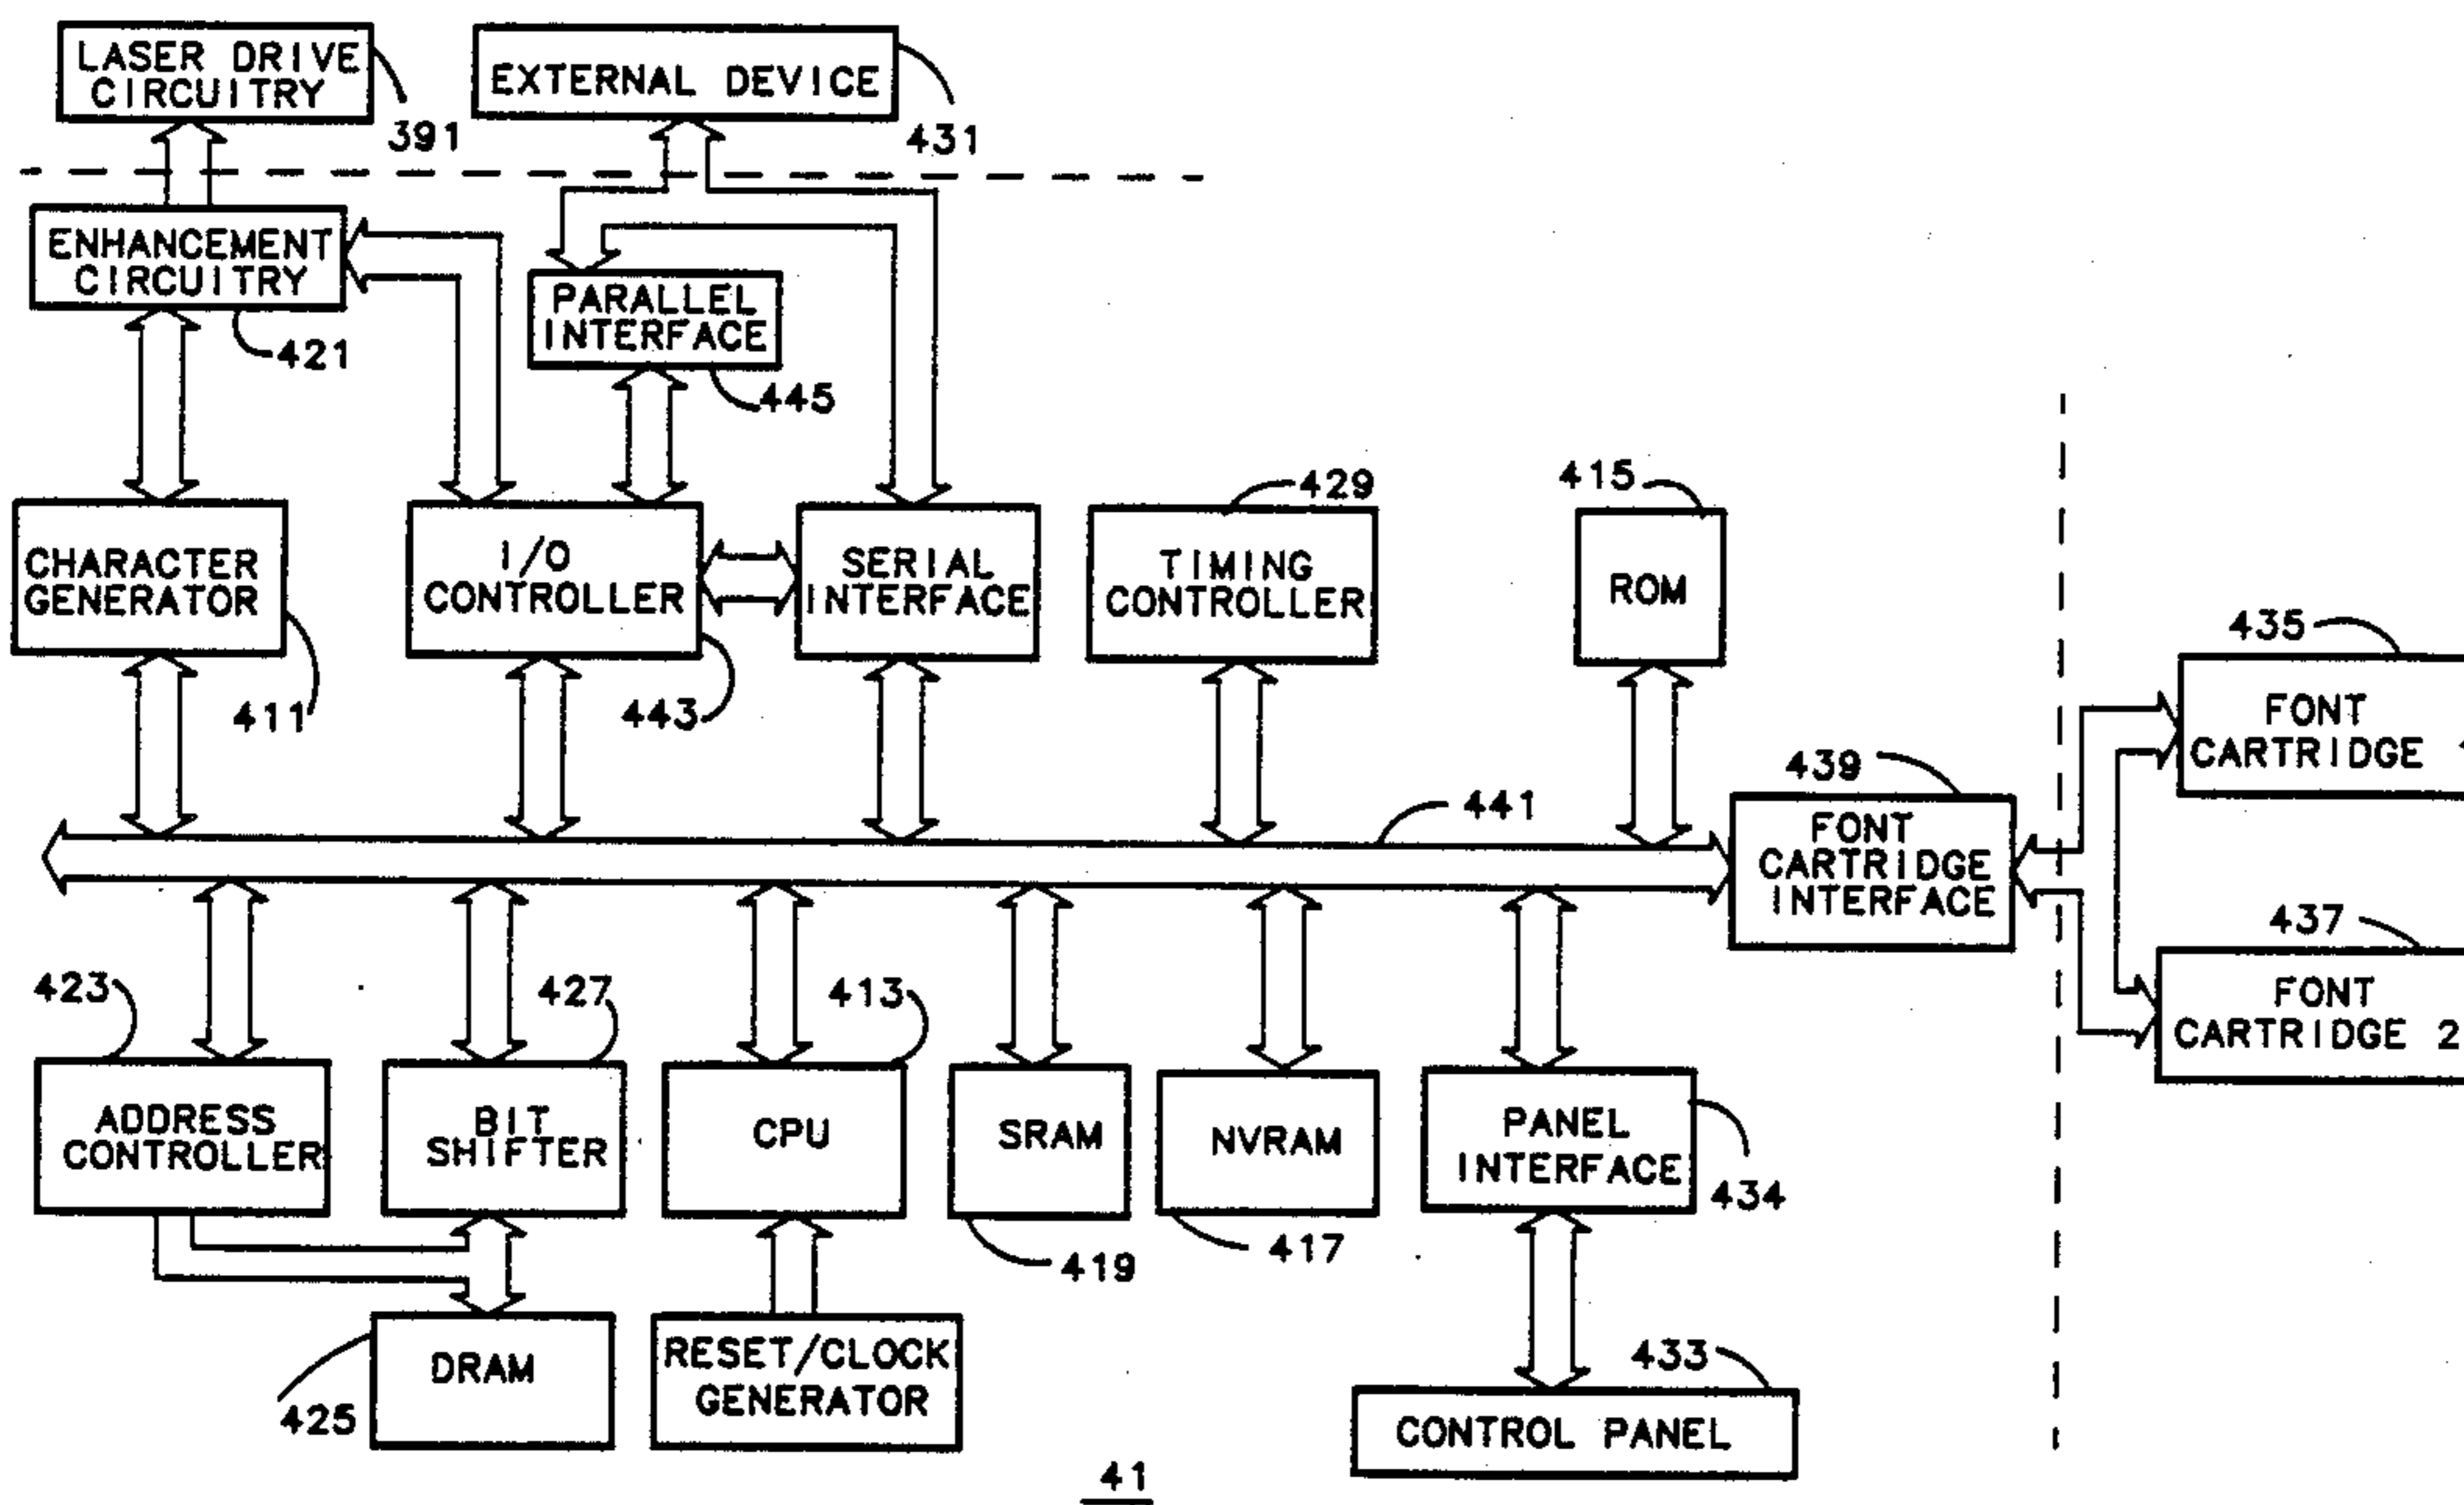 LASER DRIVE
CIRCUITRY
391
EXTERNAL DEVICE
431
ENHANCEMENT
CIRCUITRY
421
PARALLEL
INTERFACE
445
CHARACTER
GENERATOR
411
I/O
CONTROLLER
443
SERIAL
INTERFACE
429
TIMING
CONTROLLER
415
ROM
435
FONT
CARTRIDGE
439
FONT
CARTRIDGE
INTERFACE
441
437
FONT
CARTRIDGE 2
423
ADDRESS
CONTROLLER
427
BIT
SHIFTER
413
CPU
SRAM
419
NVRAM
417
PANEL
INTERFACE
434
DRAM
425
RESET/CLOCK
GENERATOR
433
CONTROL PANEL
41